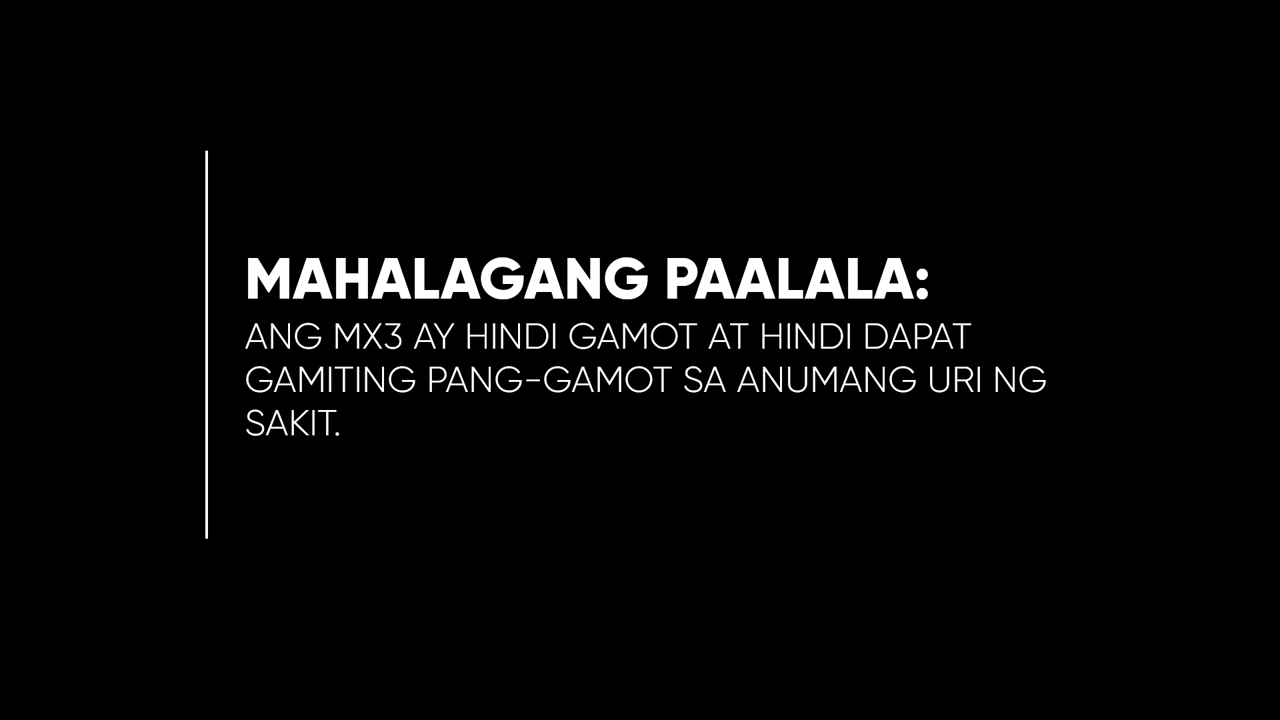 MAHALAGANG PAALALA:
ANG MX3 AY HINDI GAMOT AT HINDI DAPAT
GAMITING PANG-GAMOT SA ANUMANG URI NG
SAKIT.